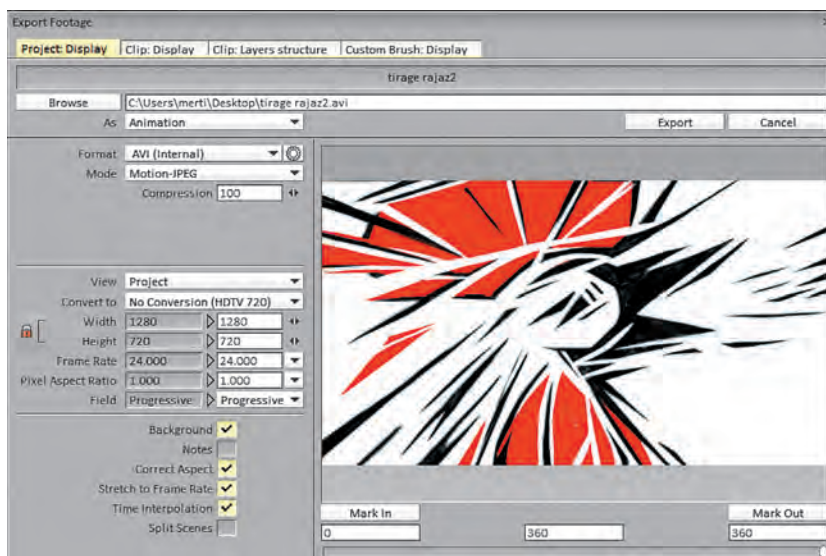 Export Footage
Project: Display Clip: Display Clip: Layers structure Custom Brush: Display
tirage rajaz2
Browse C:\Users\merti\Desktop\tirage rajaz2.avi
As Animation Export Cancel
Format AVI (Internal)
Mode Motion-JPEG
Compression 100
View Project
Convert to No Conversion (HDTV 720)
Width 1280 1280
Height 720 720
Frame Rate 24.000 24.000
Pixel Aspect Ratio 1.000 1.000
Field Progressive Progressive
Background
Notes
Correct Aspect
Stretch to Frame Rate
Time Interpolation
Split Scenes
Mark In Mark Out
0 360 360